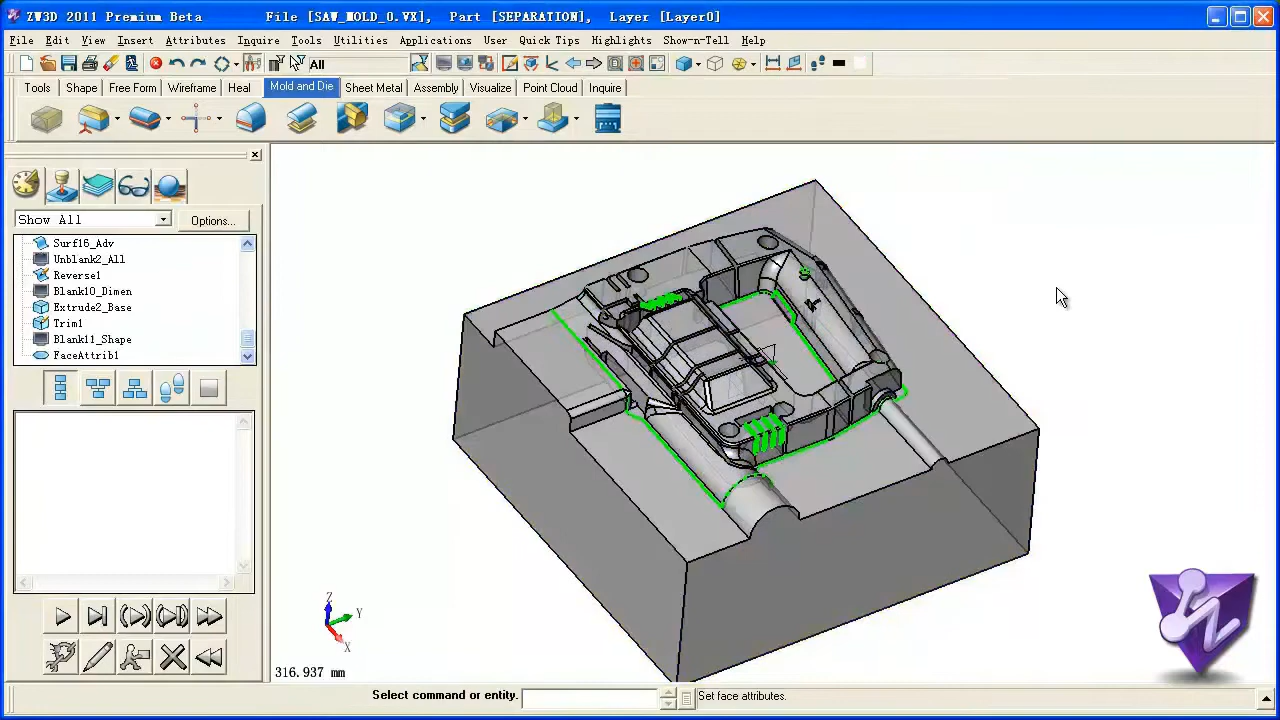 ZW3D 2011 Premium Beta File [SAW_MOLD_0.VX], Part [SEPARATION], Layer [Layer0]
File Edit View Insert Attributes Inquire Tools Utilities Applications User Quick Tips Highlights Show-n-Tell Help
All
Tools Shape Free Form Wireframe Heal Mold and Die Sheet Metal Assembly Visualize Point Cloud Inquire
Show All Options...
Surf16_Adv
Unblank2_All
Reverse1
Blank10_Dimen
Extrude2_Base
Trim1
Blank11_Shape
FaceAttrib1
Z
Y
X
316.937 mm
Select command or entity. Set face attributes.